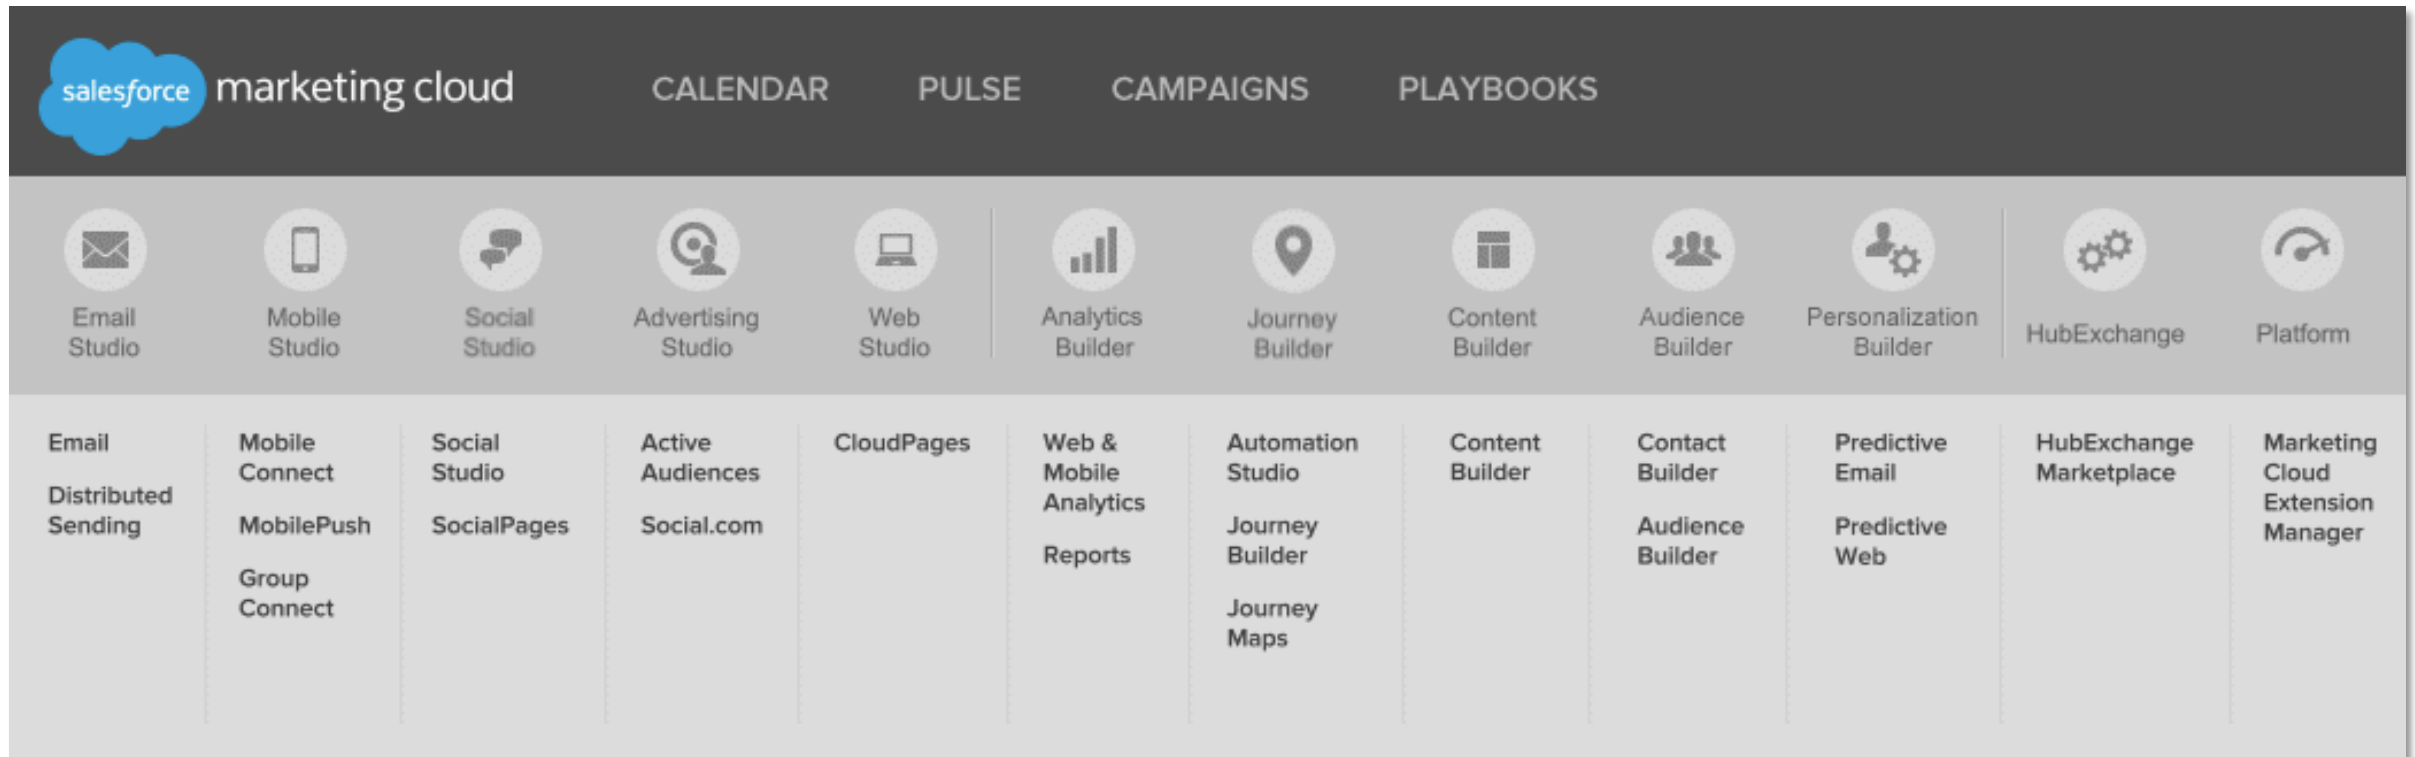 salesforce marketing cloud CALENDAR PULSE CAMPAIGNS PLAYBOOKS
Email
Studio
Mobile
Studio
Social
Studio
Advertising
Studio
Web
Studio
Analytics
Builder
Journey
Builder
Content
Builder
Audience
Builder
Personalization
Builder
HubExchange
Platform
Email
Distributed
Sending
Mobile
Connect
MobilePush
Group
Connect
Social
Studio
SocialPages
Active
Audiences
Social.com
CloudPages
Web &
Mobile
Analytics
Reports
Automation
Studio
Journey
Builder
Journey
Maps
Content
Builder
Contact
Builder
Audience
Builder
Predictive
Email
Predictive
Web
HubExchange
Marketplace
Marketing
Cloud
Extension
Manager